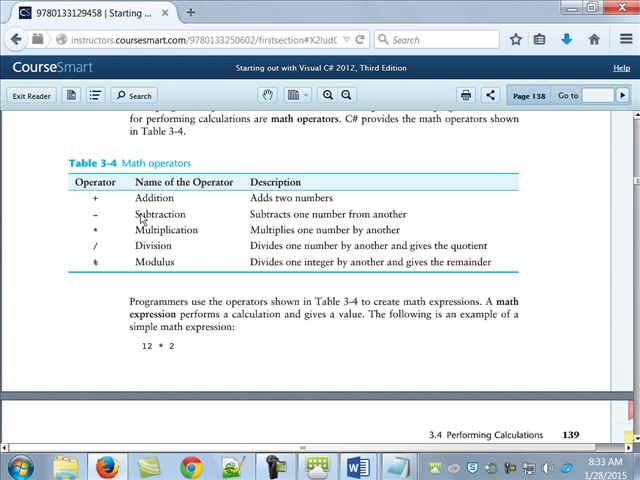 9780133129458 | Starting ...
instructors.coursesmart.com/9780133250602/firstsection#X2ludC
Search
CourseSmart
Starting out with Visual C# 2012, Third Edition
Help
Exit Reader
Search
Page 138
Go to
for performing calculations are math operators. C# provides the math operators shown
in Table 3-4.
Table 3-4 Math operators
Operator Name of the Operator Description
+ Addition Adds two numbers
– Subtraction Subtracts one number from another
* Multiplication Multiplies one number by another
/ Division Divides one number by another and gives the quotient
% Modulus Divides one integer by another and gives the remainder
Programmers use the operators shown in Table 3-4 to create math expressions. A math
expression performs a calculation and gives a value. The following is an example of a
simple math expression:
12 * 2
3.4 Performing Calculations 139
8:33 AM
1/28/2015